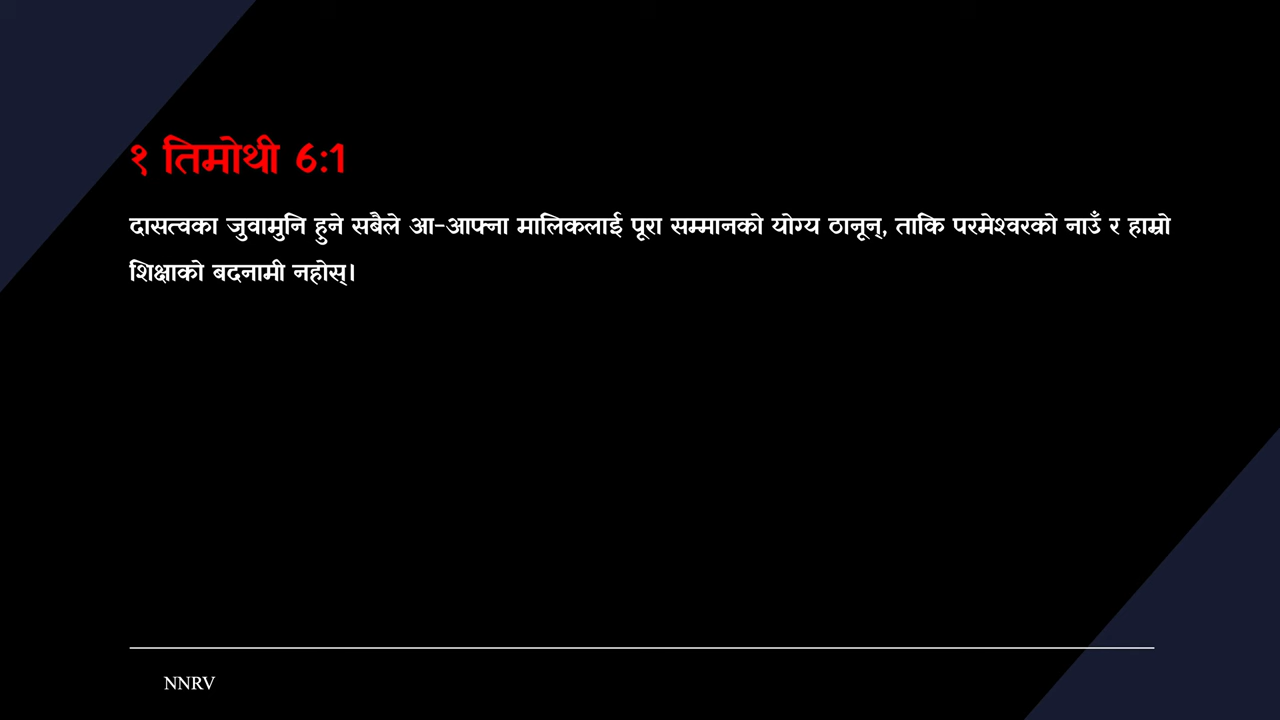 १ तिमोथी 6:1
दासत्वका जुवामुनि हुने सबैले आ-आफ्ना मालिकलाई पूरा सम्मानको योग्य ठानून्, ताकि परमेश्वरको नाउँ र हाम्रो
शिक्षाको बदनामी नहोस्।
NNRV